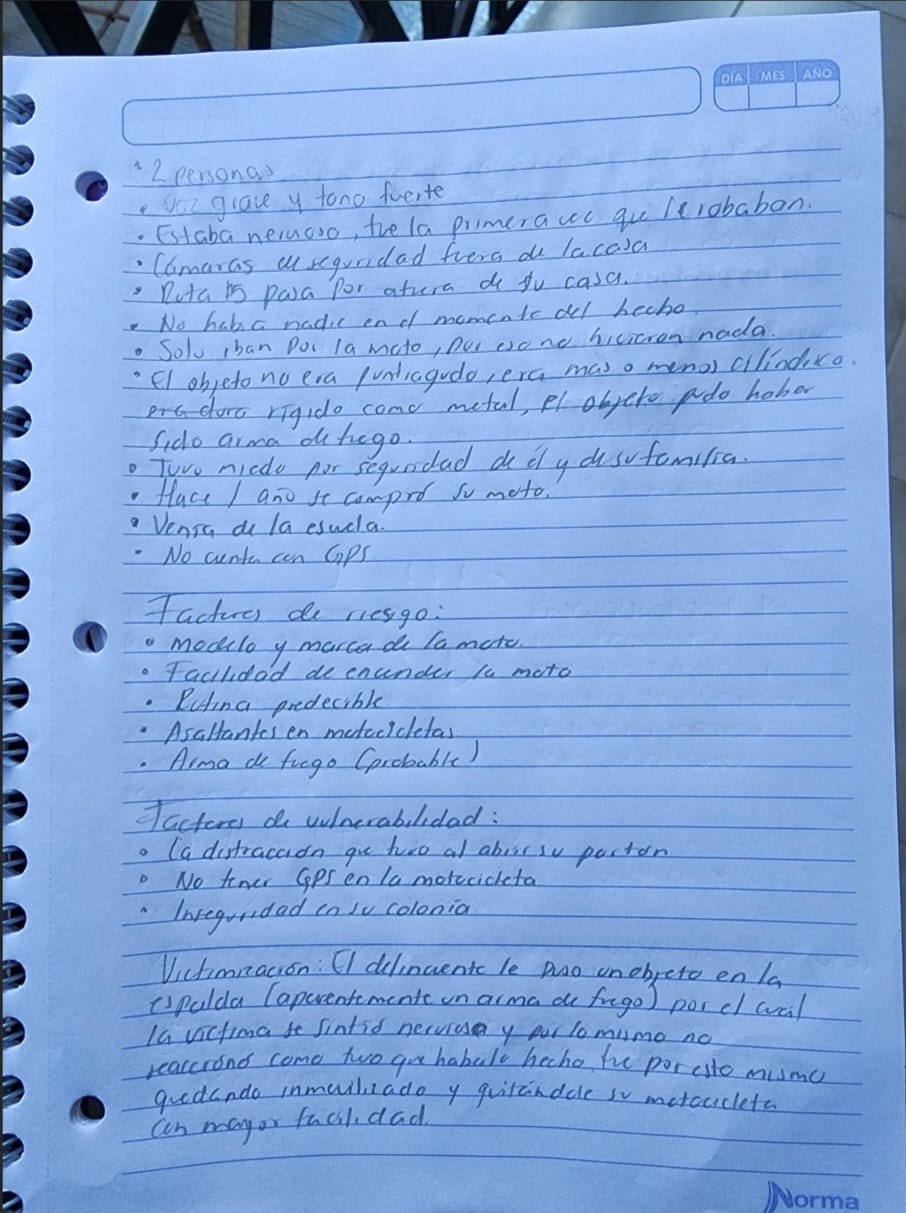 DÍA MES AÑO
• 2 personas
• Voz grave y tono fuerte
• Estaba nervioso, fue la primera vez que le robaban.
• Cámaras de seguridad fuera de la casa
• Ruta 15 pasa por afuera de su casa.
• No había nadie en el momento del hecho.
• Solo iban por la moto, por eso no hicieron nada.
• El objeto no era puntiagudo, era mas o menos cilíndrico.
era duro rígido como metal, el objeto pudo haber
sido arma de fuego.
• Tuvo miedo por seguridad de él y de su familia.
• Hace 1 año se compró su moto.
• Venía de la esuela.
• No cuenta con GPS.
Factores de riesgo:
• modelo y marca de la moto.
• Facilidad de encender la moto
• Rutina predecible.
• Asaltantes en motocicletas
• Arma de fuego (probable)
Factores de vulnerabilidad:
• La distracción que tuvo al abrir su portón
• No tener GPS en la motocicleta
• Inseguridad en su colonia
Victimización: El delincuente le puso un objeto en la
espalda (aparentemente un arma de fuego) por el cual
la víctima se sintió nervioso y por lo mismo no
reaccionó como tuvo que haberlo hecho, fue por esto mismo
quedando inmovilizado y quitándole su motocicleta
con mayor facilidad.
Norma